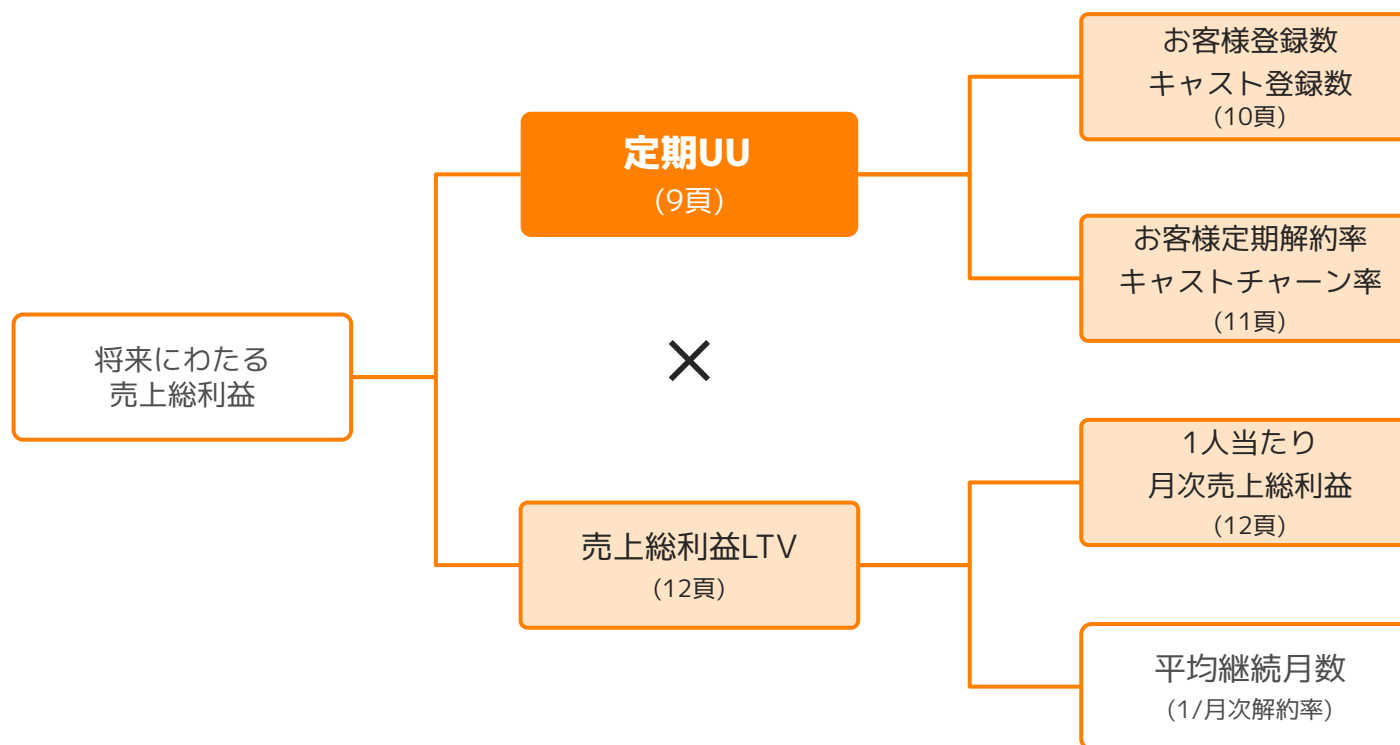 将来にわたる
売上総利益
定期UU
(9頁)
×
売上総利益LTV
(12頁)
お客様登録数
キャスト登録数
(10頁)
お客様定期解約率
キャストチャーン率
(11頁)
1人当たり
月次売上総利益
(12頁)
平均継続月数
(1/月次解約率)